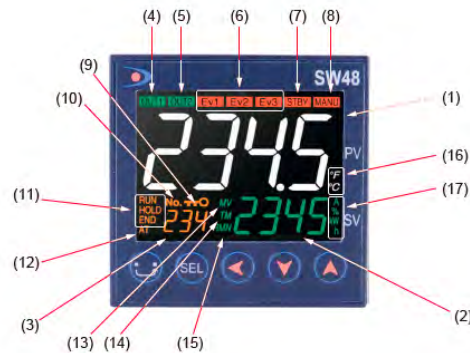 (4) (5) (6) (7) (8)
(9)
(10)
SW48
OUT1 OUT2 Ev1 Ev2 Ev3 STBY MANU
(1)
234.5
PV
°F
°C
(16)
(11)
RUN
HOLD
END
AT
No.
234
MV
TM
RMN
2345
SV
(17)
(12)
SEL
(3)
(13) (14) (15)
(2)